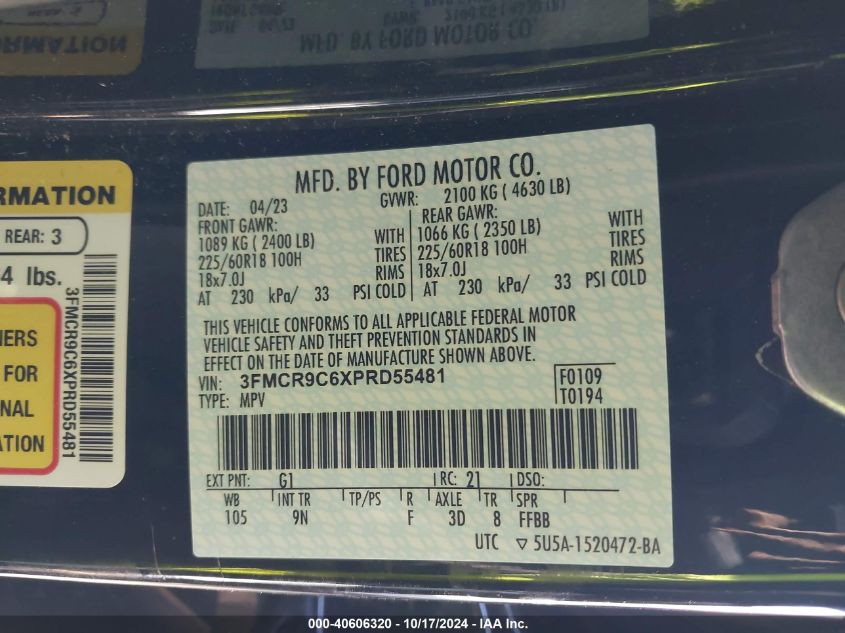 MFD. BY FORD MOTOR CO.
DATE: 04/23 GVWR: 2100 KG ( 4630 LB)
FRONT GAWR: REAR GAWR:
1089 KG ( 2400 LB) WITH 1066 KG ( 2350 LB) WITH
225/60R18 100H TIRES 225/60R18 100H TIRES
18x7.0J RIMS 18x7.0J RIMS
AT 230 kPa/ 33 PSI COLD AT 230 kPa/ 33 PSI COLD
THIS VEHICLE CONFORMS TO ALL APPLICABLE FEDERAL MOTOR
VEHICLE SAFETY AND THEFT PREVENTION STANDARDS IN
EFFECT ON THE DATE OF MANUFACTURE SHOWN ABOVE.
VIN: 3FMCR9C6XPRD55481 F0109
TYPE: MPV T0194
EXT PNT: G1 RC: 21 DSO:
WB INT TR TP/PS R AXLE TR SPR
105 9N F 3D 8 FFBB
UTC ▽ 5U5A-1520472-BA
RMATION
REAR: 3
4 lbs.
3FMCR9C6XPRD55481
NERS
FOR
NAL
ATION
MFD. BY FORD MOTOR CO.
ORMATION
000-40606320 - 10/17/2024 - IAA Inc.